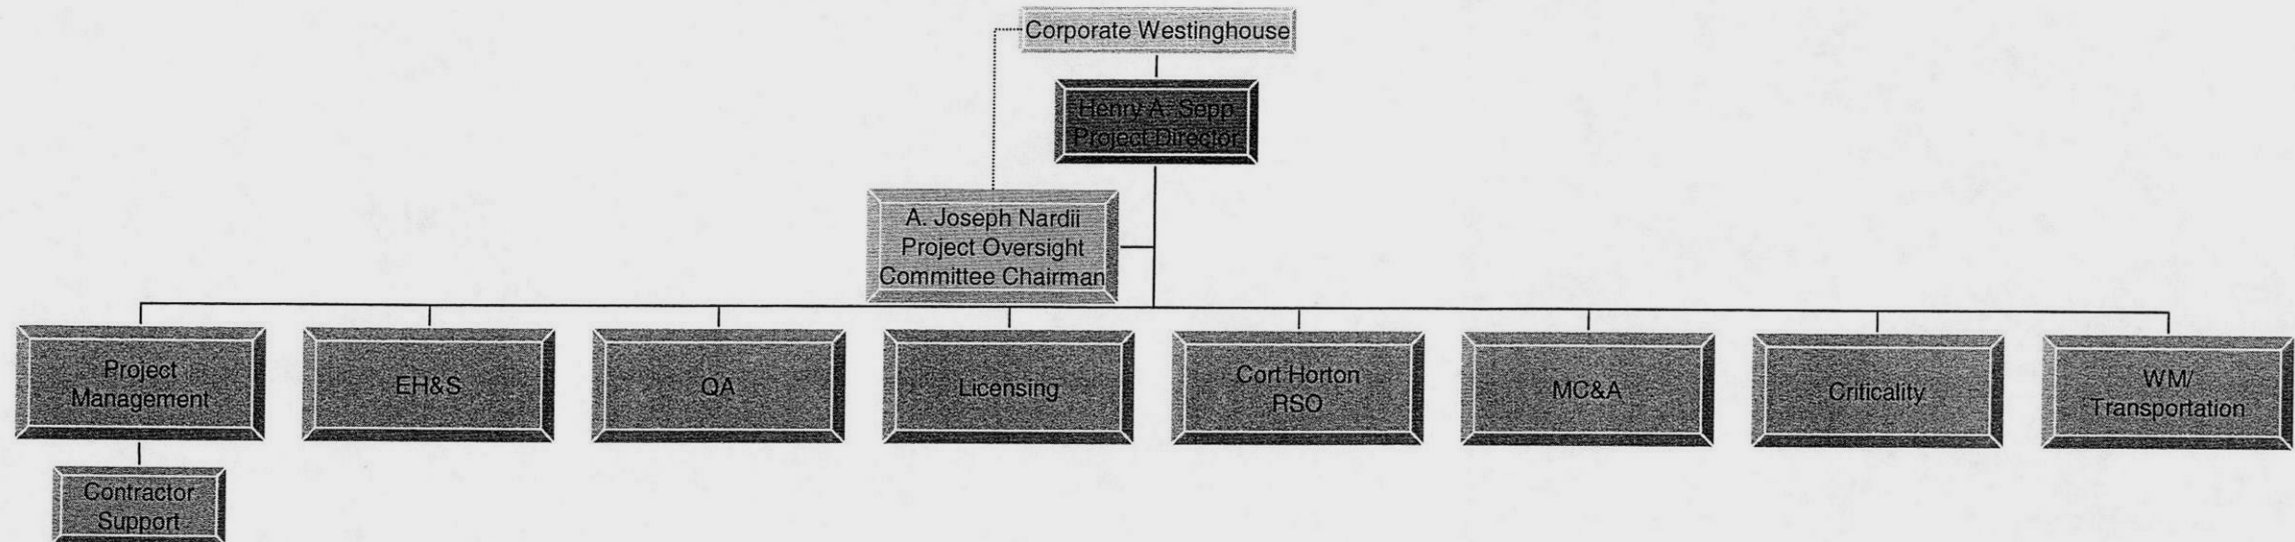 Corporate Westinghouse
Henry A. Sepp
Project Director
A. Joseph Nardii
Project Oversight
Committee Chairman
Project
Management
EH&S
QA
Licensing
Cort Horton
RSO
MC&A
Criticality
WM/
Transportation
Contractor
Support